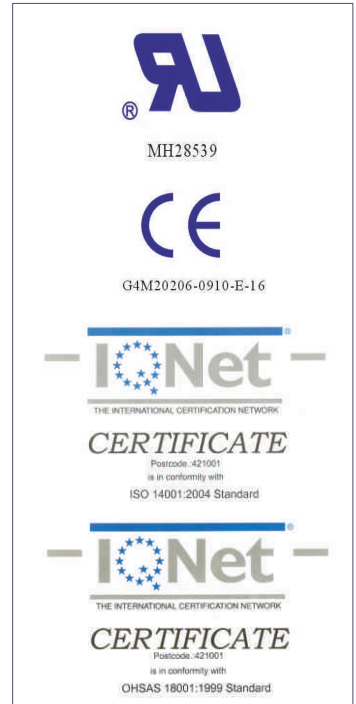 RU
®
MH28539
CE
G4M20206-0910-E-16
®
IQNet
THE INTERNATIONAL CERTIFICATION NETWORK
CERTIFICATE
Postcode.:421001
is in conformity with
ISO 14001:2004 Standard
®
IQNet
THE INTERNATIONAL CERTIFICATION NETWORK
CERTIFICATE
Postcode.:421001
is in conformity with
OHSAS 18001:1999 Standard